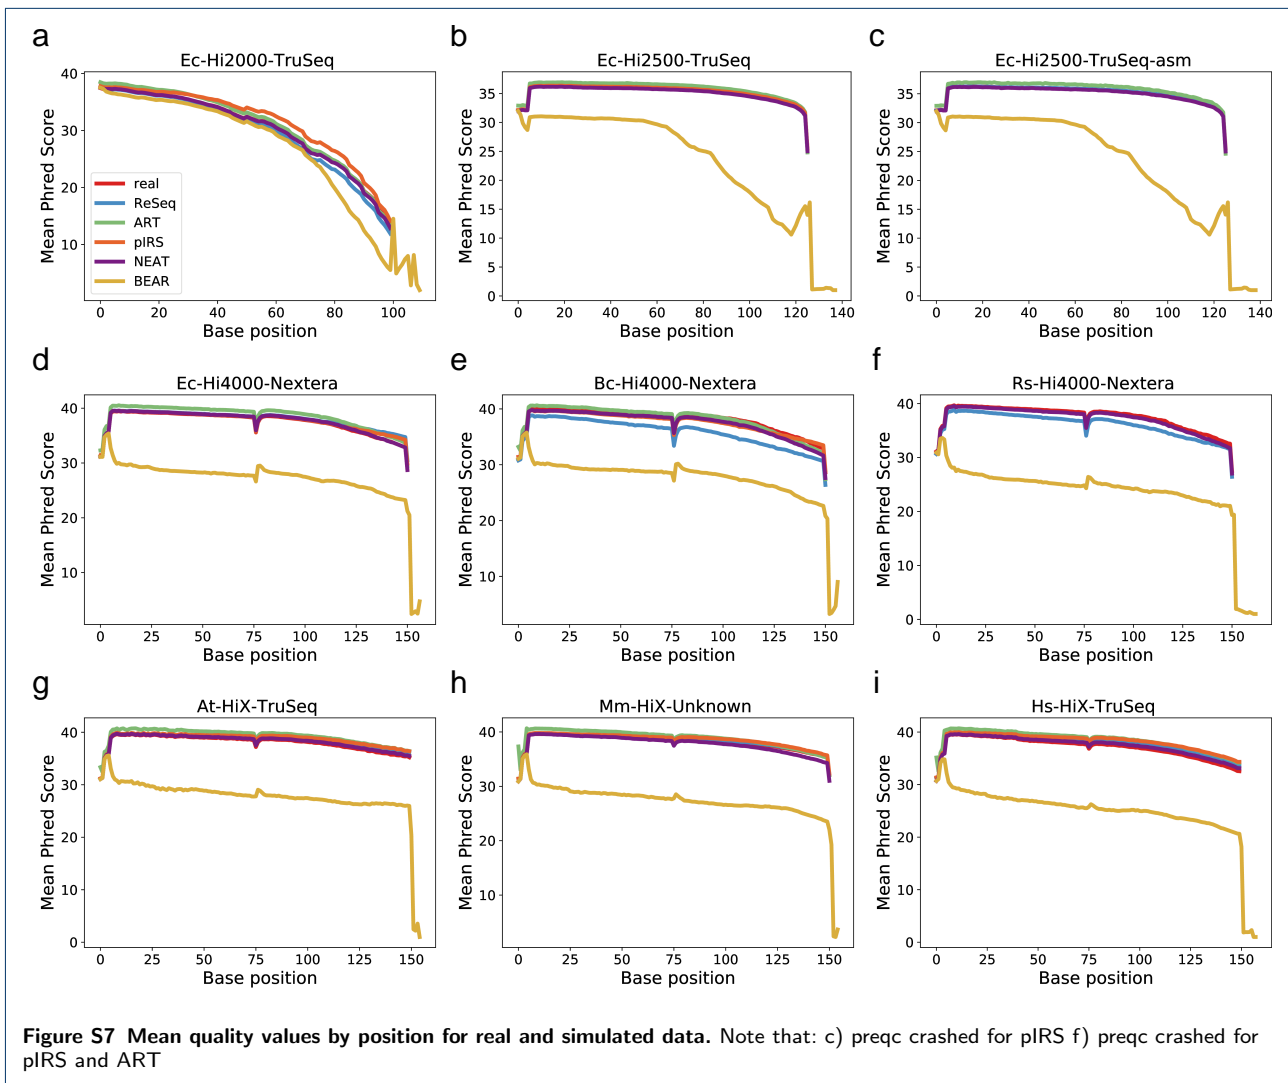 a
Ec-Hi2000-TruSeq
40
30
20
10
Mean Phred Score
real
ReSeq
ART
pIRS
NEAT
BEAR
0 20 40 60 80 100
Base position
b
Ec-Hi2500-TruSeq
35
30
25
20
15
10
5
0
Mean Phred Score
0 20 40 60 80 100 120 140
Base position
c
Ec-Hi2500-TruSeq-asm
35
30
25
20
15
10
5
0
Mean Phred Score
0 20 40 60 80 100 120 140
Base position
d
Ec-Hi4000-Nextera
40
30
20
10
Mean Phred Score
0 25 50 75 100 125 150
Base position
e
Bc-Hi4000-Nextera
40
30
20
10
Mean Phred Score
0 25 50 75 100 125 150
Base position
f
Rs-Hi4000-Nextera
40
30
20
10
0
Mean Phred Score
0 25 50 75 100 125 150
Base position
g
At-HiX-TruSeq
40
30
20
10
0
Mean Phred Score
0 25 50 75 100 125 150
Base position
h
Mm-HiX-Unknown
40
30
20
10
Mean Phred Score
0 25 50 75 100 125 150
Base position
i
Hs-HiX-TruSeq
40
30
20
10
0
Mean Phred Score
0 25 50 75 100 125 150
Base position
Figure S7 Mean quality values by position for real and simulated data. Note that: c) preqc crashed for pIRS f) preqc crashed for
pIRS and ART